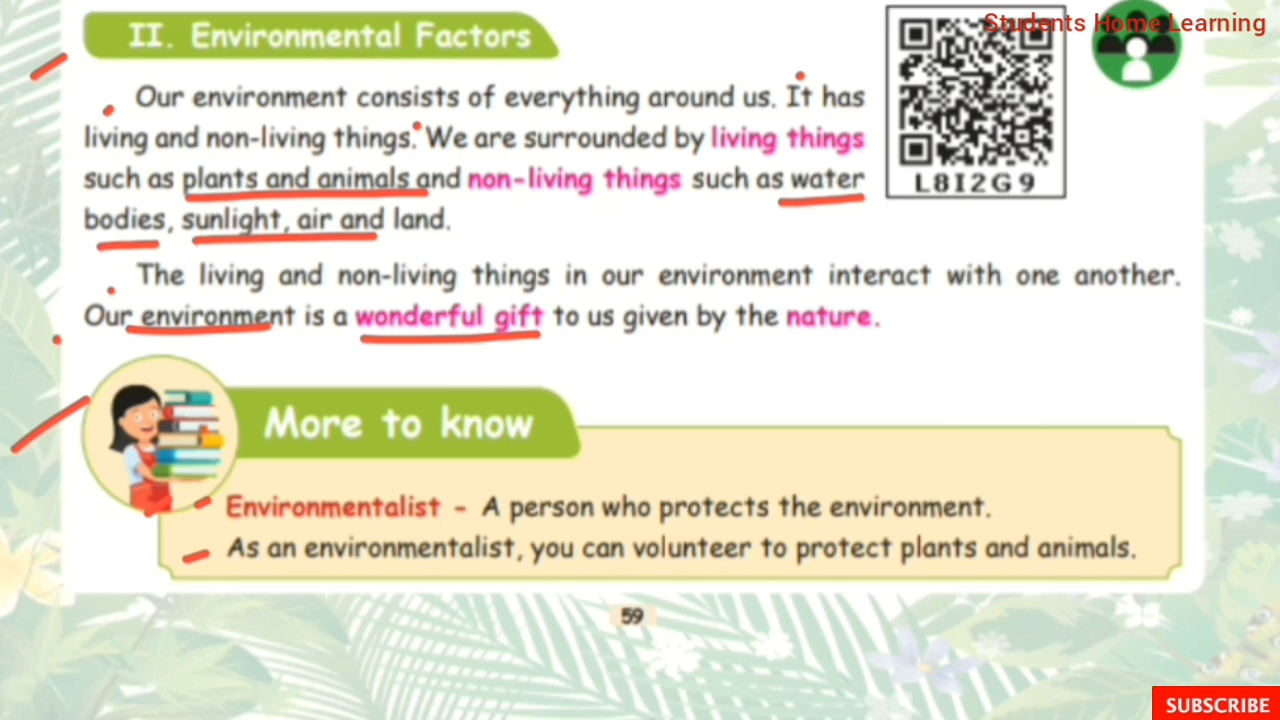 Students Home Learning
II. Environmental Factors
Our environment consists of everything around us. It has
living and non-living things. We are surrounded by living things
such as plants and animals and non-living things such as water
bodies, sunlight, air and land.
L8I2G9
The living and non-living things in our environment interact with one another.
Our environment is a wonderful gift to us given by the nature.
More to know
Environmentalist - A person who protects the environment.
As an environmentalist, you can volunteer to protect plants and animals.
59
SUBSCRIBE